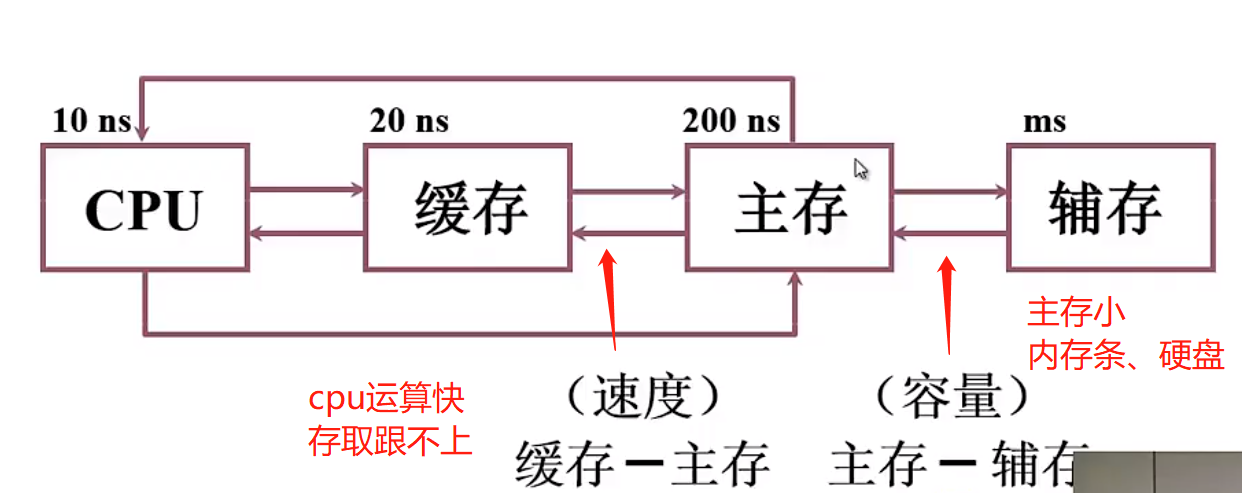 10 ns
20 ns
200 ns
ms
CPU
缓存
主存
辅存
主存小
内存条、硬盘
cpu运算快
存取跟不上
（速度）
（容量）
缓存－主存
主存－辅存